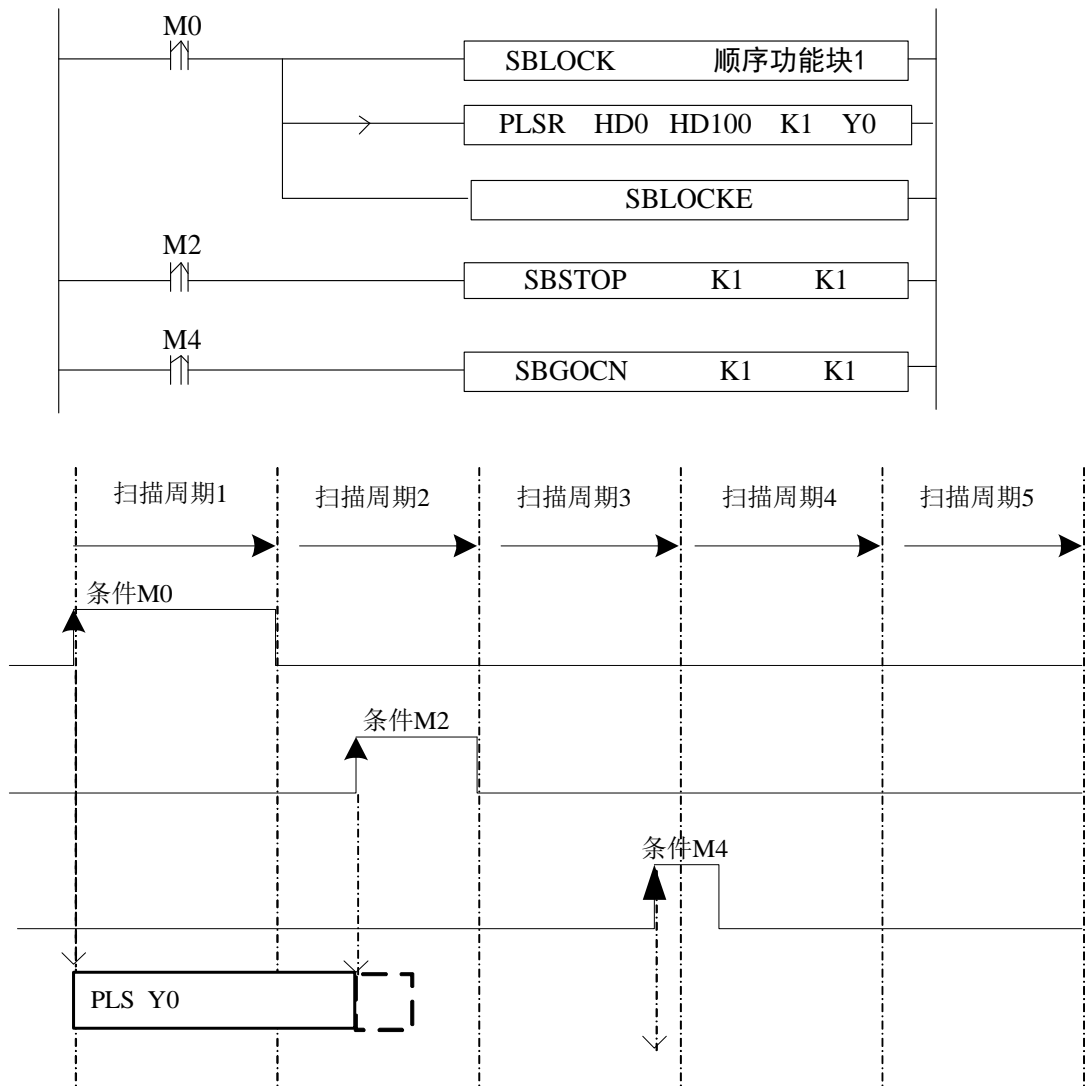 M0
SBLOCK 顺序功能块1
PLSR HD0 HD100 K1 Y0
SBLOCKE
M2
SBSTOP K1 K1
M4
SBGOCN K1 K1
扫描周期1 扫描周期2 扫描周期3 扫描周期4 扫描周期5
条件M0
条件M2
条件M4
PLS Y0